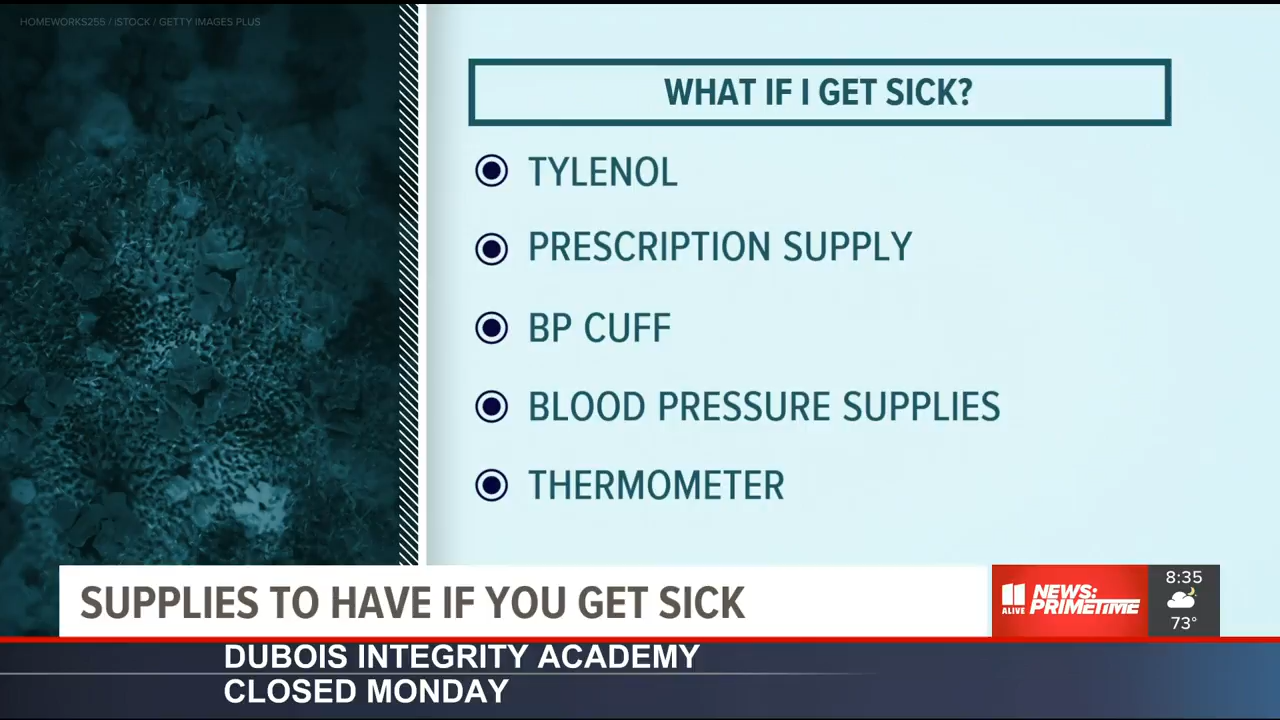 HOMEWORKS255 / ISTOCK / GETTY IMAGES PLUS
WHAT IF I GET SICK?
TYLENOL
PRESCRIPTION SUPPLY
BP CUFF
BLOOD PRESSURE SUPPLIES
THERMOMETER
SUPPLIES TO HAVE IF YOU GET SICK
11 ALIVE
NEWS:
PRIMETIME
8:35
73°
DUBOIS INTEGRITY ACADEMY
CLOSED MONDAY